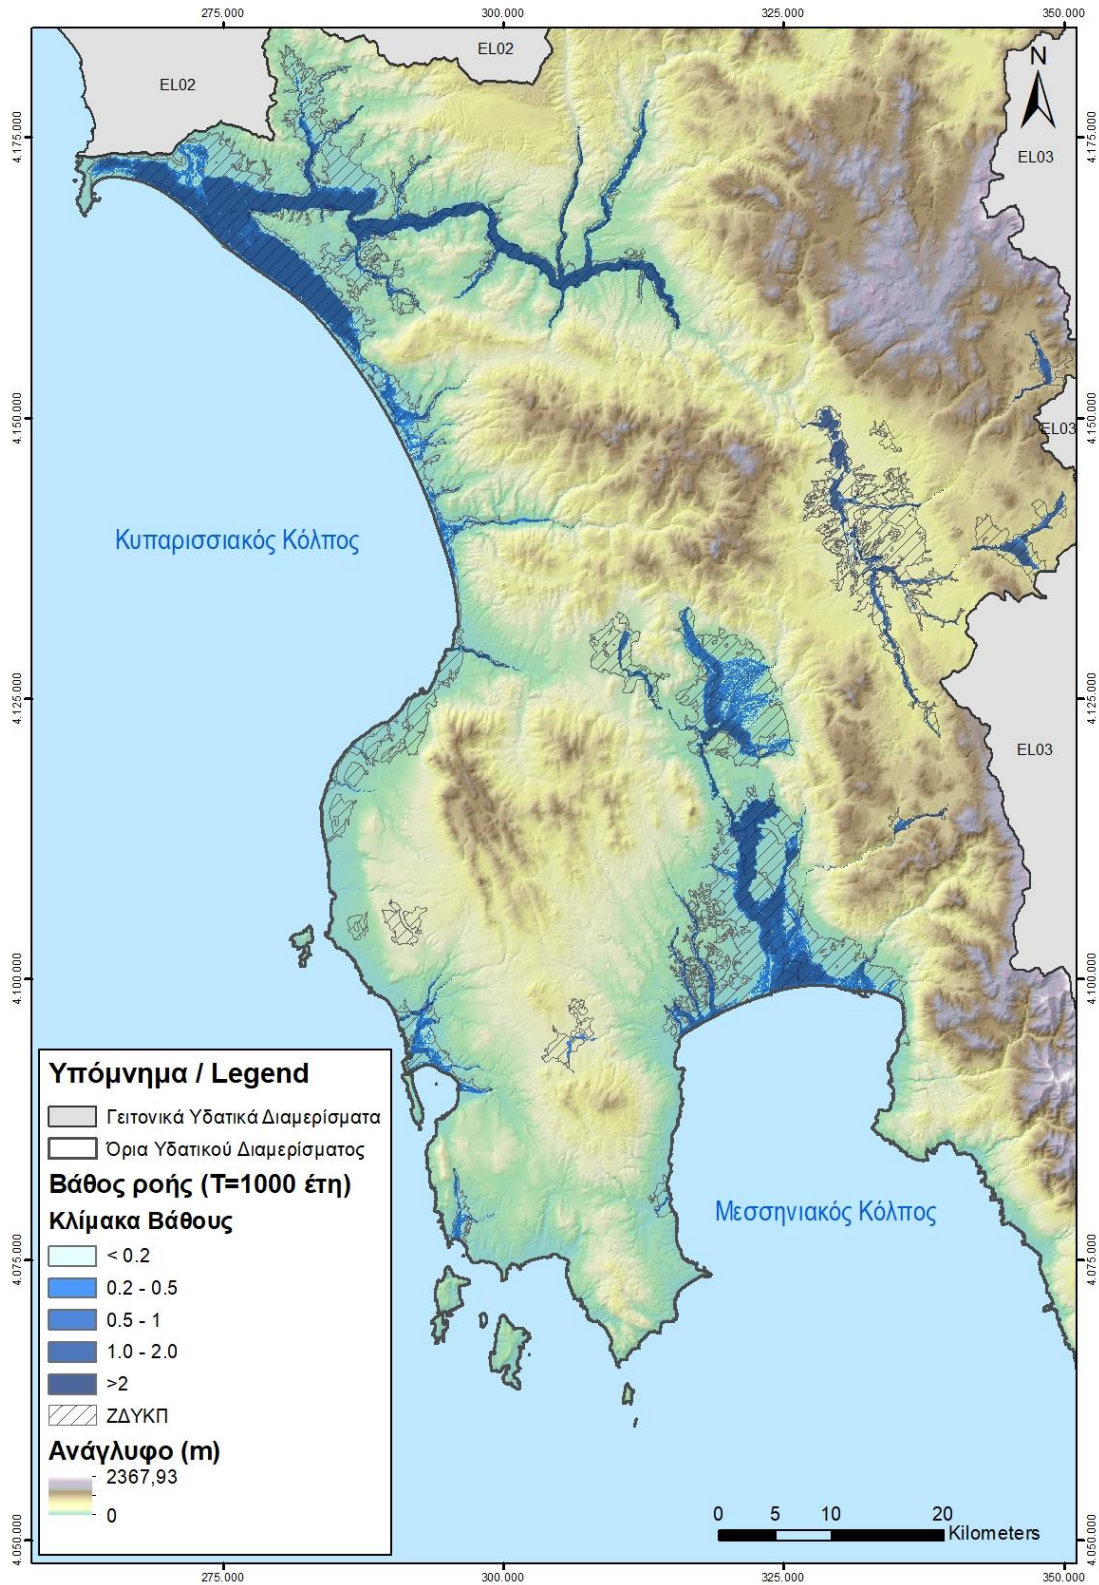 275.000
300.000
325.000
350.000
EL02
EL02
N
EL03
4.175.000
4.175.000
4.150.000
4.150.000
EL03
Κυπαρισσιακός Κόλπος
4.125.000
4.125.000
EL03
4.100.000
4.100.000
Υπόμνημα / Legend
Γειτονικά Υδατικά Διαμερίσματα
Όρια Υδατικού Διαμερίσματος
Βάθος ροής (Τ=1000 έτη)
Κλίμακα Βάθους
< 0.2
0.2 - 0.5
0.5 - 1
1.0 - 2.0
>2
ΖΔΥΚΠ
Ανάγλυφο (m)
2367,93
0
Μεσσηνιακός Κόλπος
4.075.000
4.075.000
0 5 10 20
Kilometers
4.050.000
4.050.000
275.000
300.000
325.000
350.000